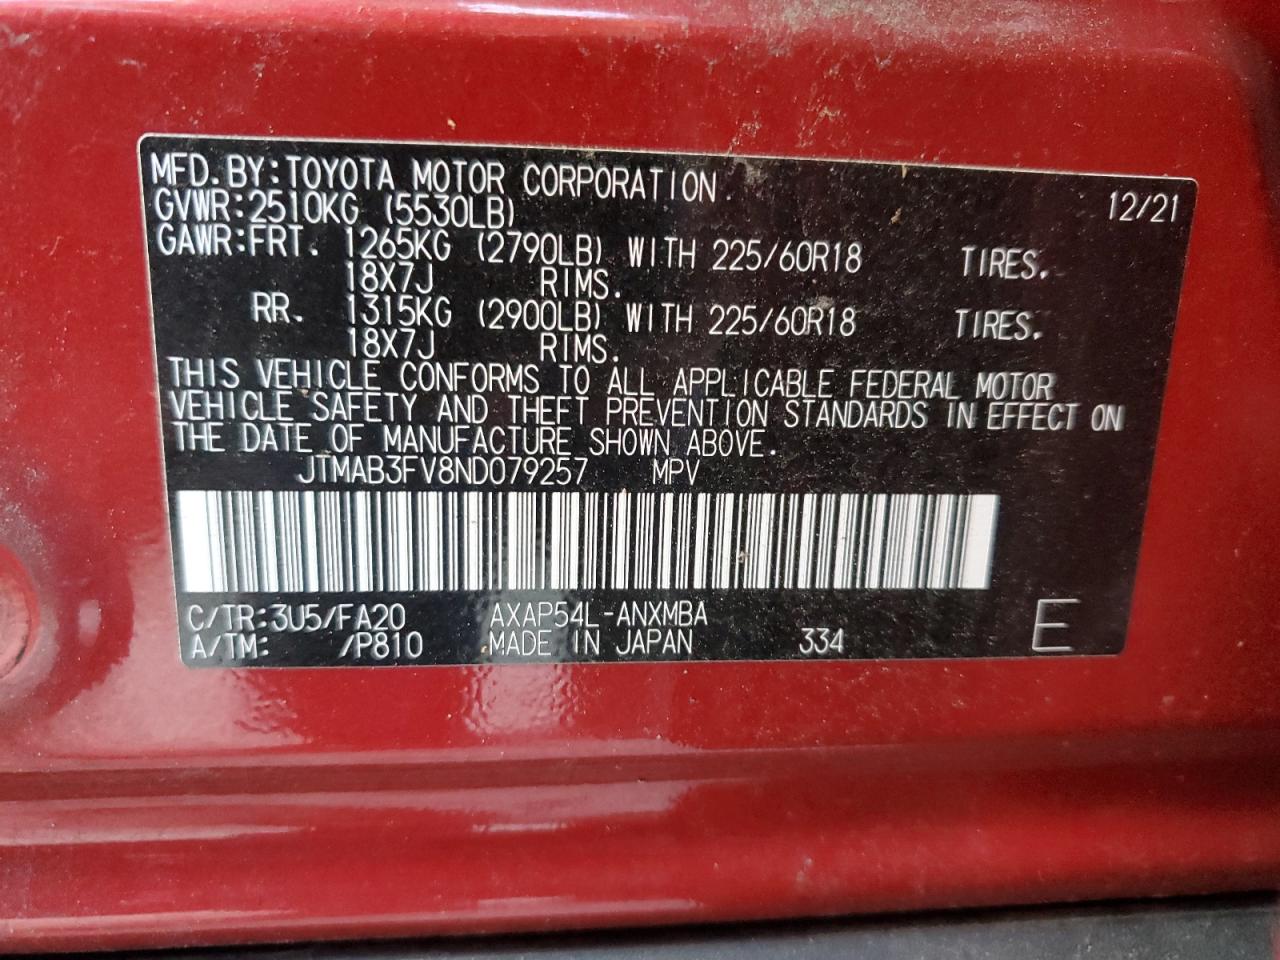 MFD.BY:TOYOTA MOTOR CORPORATION 12/21
GVWR:2510KG (5530LB)
GAWR:FRT. 1265KG (2790LB) WITH 225/60R18 TIRES.
18X7J RIMS.
RR. 1315KG (2900LB) WITH 225/60R18 TIRES.
18X7J RIMS.
THIS VEHICLE CONFORMS TO ALL APPLICABLE FEDERAL MOTOR
VEHICLE SAFETY AND THEFT PREVENTION STANDARDS IN EFFECT ON
THE DATE OF MANUFACTURE SHOWN ABOVE.
JTMAB3FV8ND079257 MPV
C/TR:3U5/FA20 AXAP54L-ANXMBA
A/TM: /P810 MADE IN JAPAN 334 E